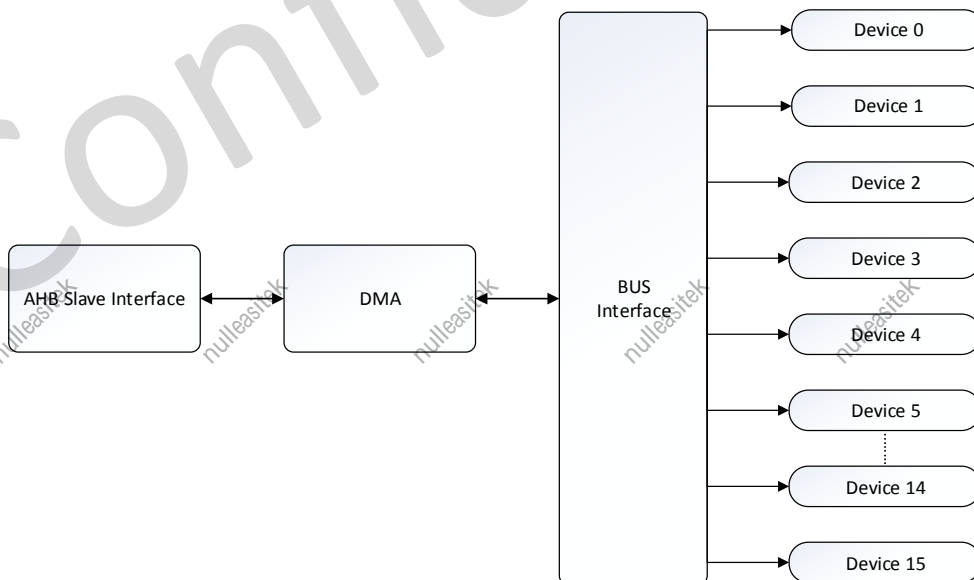 Device 0
Device 1
Device 2
Device 3
AHB Slave Interface
DMA
BUS
Interface
Device 4
Device 5
Device 14
Device 15
nulleasitek
nulleasitek
nulleasitek
nulleasitek
nulleasitek